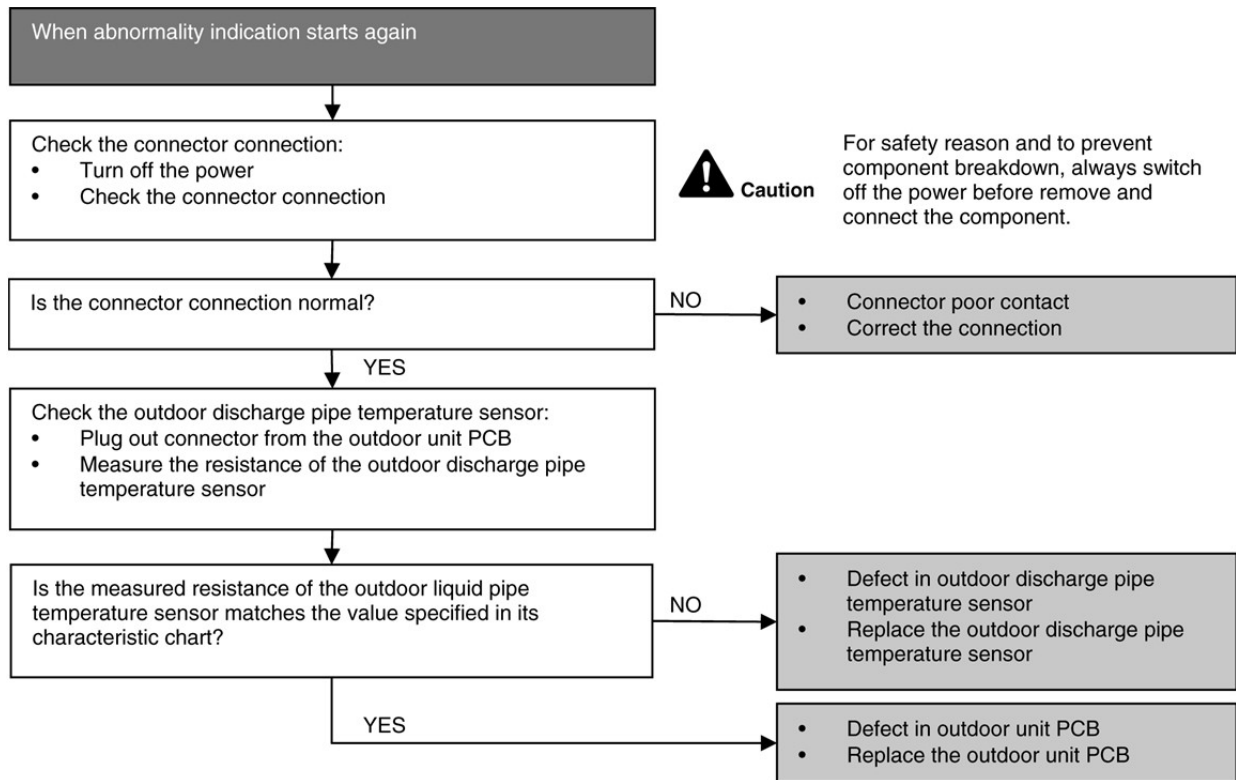 When abnormality indication starts again
Check the connector connection:
• Turn off the power
• Check the connector connection
Caution
For safety reason and to prevent
component breakdown, always switch
off the power before remove and
connect the component.
Is the connector connection normal?
NO
• Connector poor contact
• Correct the connection
YES
Check the outdoor discharge pipe temperature sensor:
• Plug out connector from the outdoor unit PCB
• Measure the resistance of the outdoor discharge pipe
temperature sensor
Is the measured resistance of the outdoor liquid pipe
temperature sensor matches the value specified in its
characteristic chart?
NO
• Defect in outdoor discharge pipe
temperature sensor
• Replace the outdoor discharge pipe
temperature sensor
YES
• Defect in outdoor unit PCB
• Replace the outdoor unit PCB